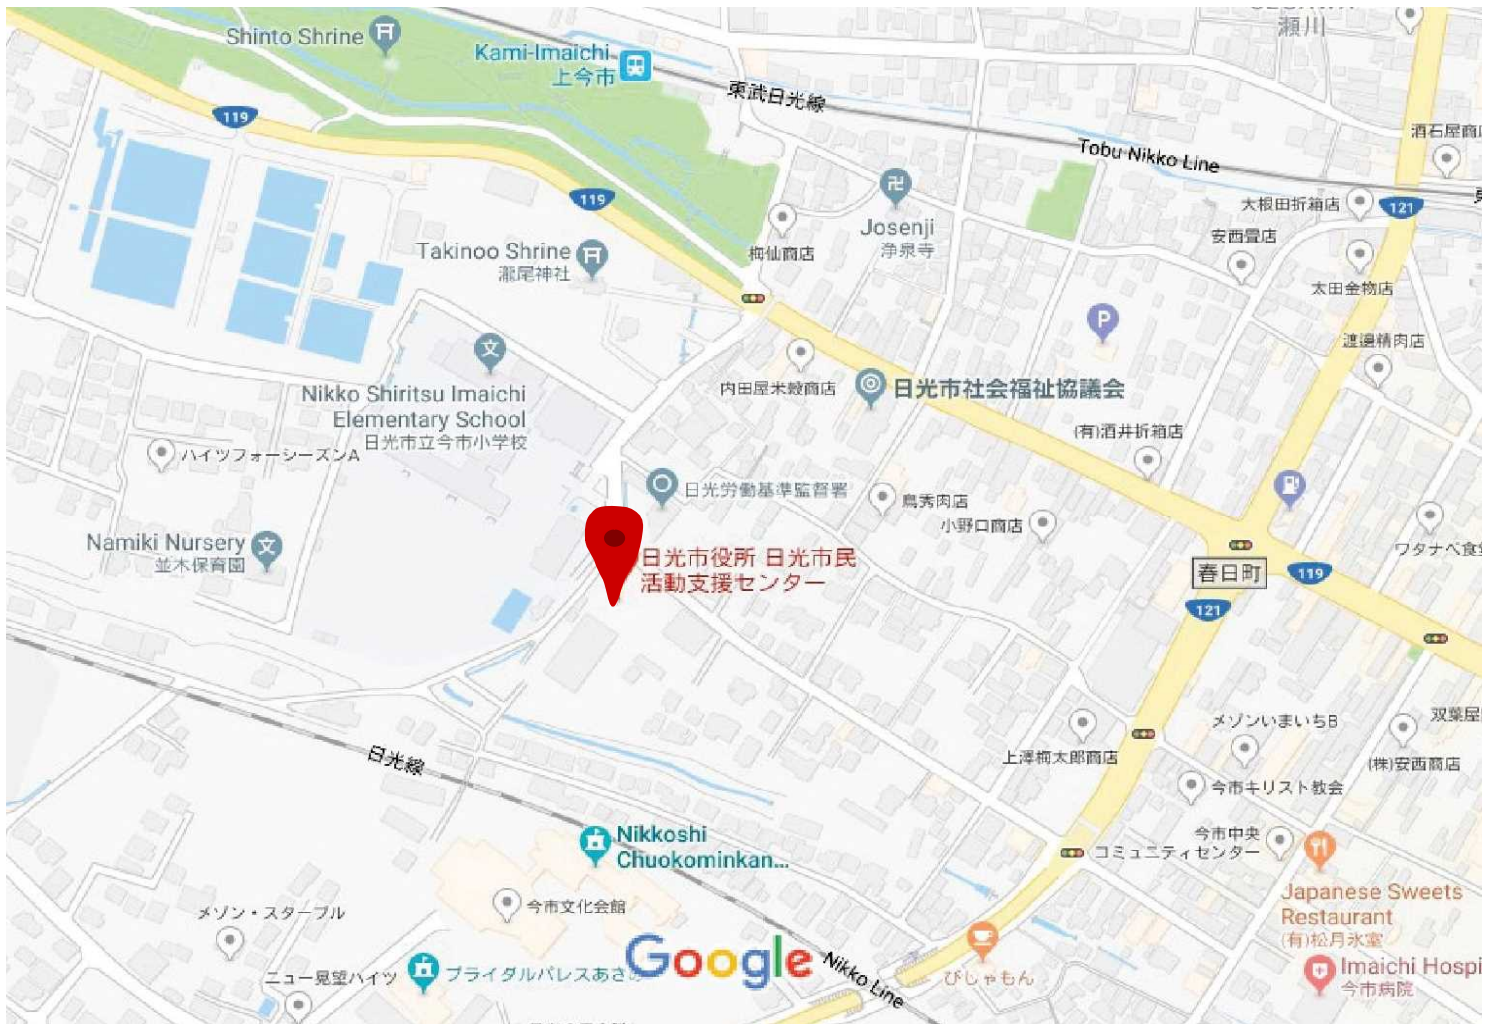 瀬川
Shinto Shrine
Kami-Imaichi
上今市
東武日光線
119
酒石屋商店
Tobu Nikko Line
119
大根田折箱店
121
Josenji
浄泉寺
安西畳店
Takinoo Shrine
瀧尾神社
梅仙商店
太田金物店
P
渡邉精肉店
文
Nikko Shiritsu Imaichi
Elementary School
日光市立今市小学校
内田屋米穀商店
日光市社会福祉協議会
(有)酒井折箱店
ハイツフォーシーズンA
日光労働基準監督署
鳥秀肉店
小野口商店
Namiki Nursery
並木保育園
文
日光市役所 日光市民
活動支援センター
ワタナベ食
春日町
119
121
メゾンいまいちB
双葉屋
上澤梅太郎商店
(株)安西商店
日光線
今市キリスト教会
Nikkoshi
Chuokominkan...
今市中央
コミュニティセンター
Japanese Sweets
Restaurant
(有)松月氷室
メゾン・スターブル
今市文化会館
Google
Nikko Line
びしゃもん
Imaichi Hospi
今市病院
ニュー見望ハイツ
ブライダルパレスあさの